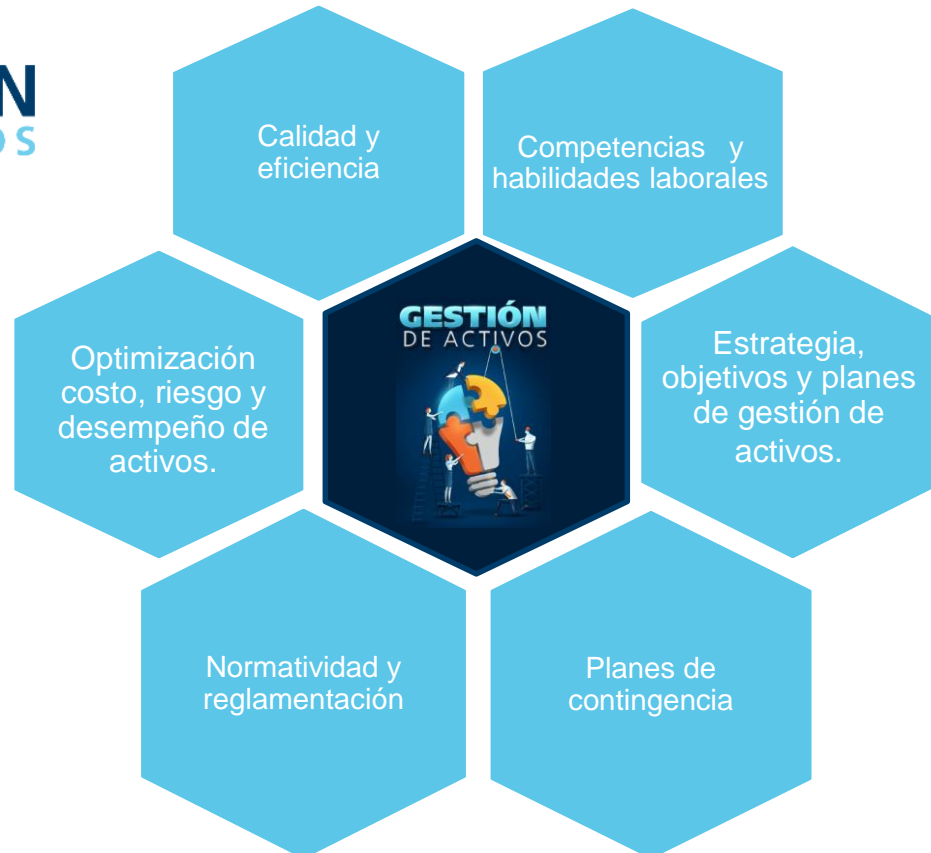 Calidad y
eficiencia
Competencias y
habilidades laborales
GESTIÓN
DE ACTIVOS
Optimización
costo, riesgo y
desempeño de
activos.
Estrategia,
objetivos y planes
de gestión de
activos.
Normatividad y
reglamentación
Planes de
contingencia